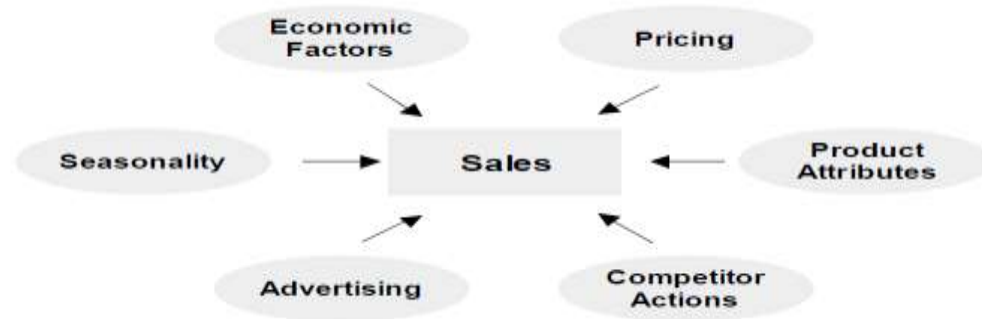 Economic
Factors
Pricing
Seasonality
Sales
Product
Attributes
Advertising
Competitor
Actions